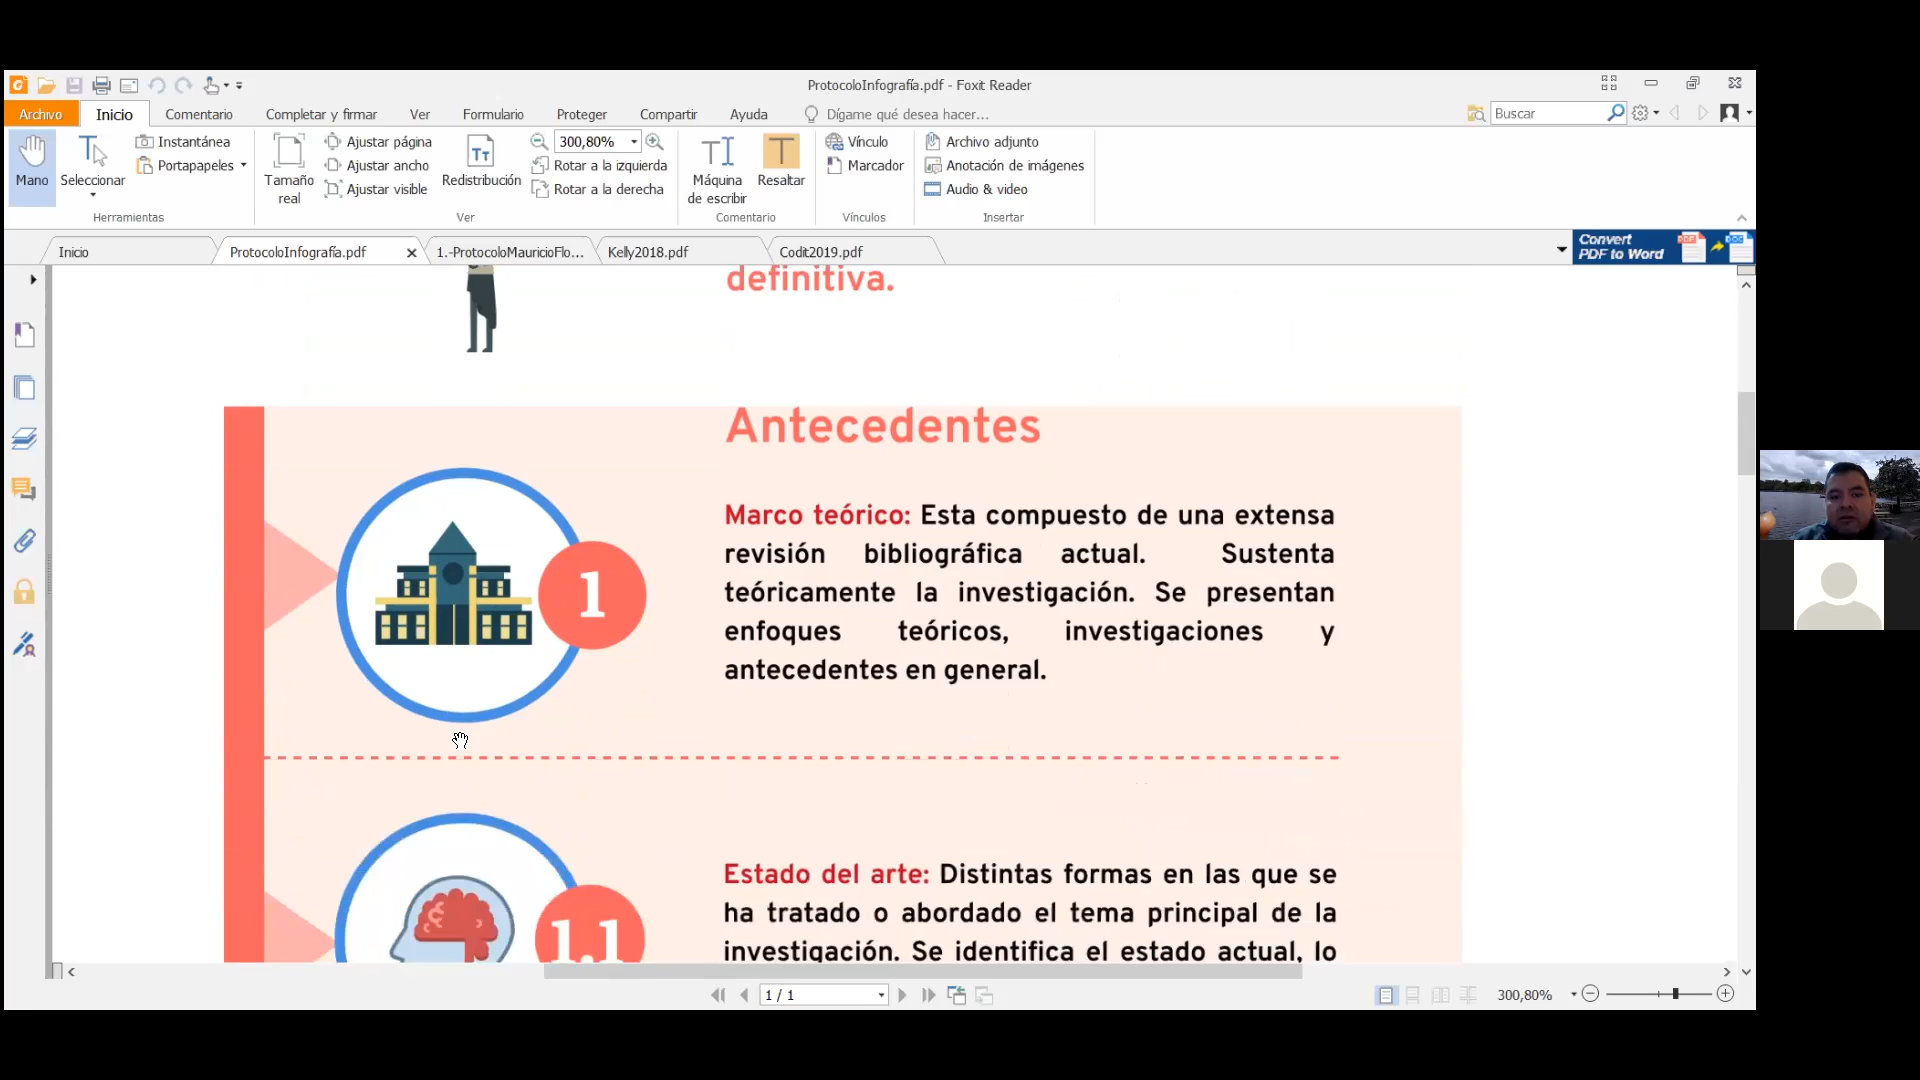 ProtocoloInfografía.pdf - Foxit Reader
Archivo Inicio Comentario Completar y firmar Ver Formulario Proteger Compartir Ayuda Dígame qué desea hacer... Buscar
Mano
Seleccionar
Instantánea
Portapapeles
Herramientas
Tamaño
real
Ajustar página
Ajustar ancho
Ajustar visible
Redistribución
300,80%
Rotar a la izquierda
Rotar a la derecha
Ver
Máquina
de escribir
Resaltar
Comentario
Vínculo
Marcador
Vínculos
Archivo adjunto
Anotación de imágenes
Audio & video
Insertar
Inicio ProtocoloInfografía.pdf 1.-ProtocoloMauricioFlo... Kelly2018.pdf Codit2019.pdf
Convert
PDF to Word
definitiva.
Antecedentes
1
Marco teórico: Esta compuesto de una extensa
revisión bibliográfica actual. Sustenta
teóricamente la investigación. Se presentan
enfoques teóricos, investigaciones y
antecedentes en general.
1.1
Estado del arte: Distintas formas en las que se
ha tratado o abordado el tema principal de la
investigación. Se identifica el estado actual, lo
1 / 1
300,80%